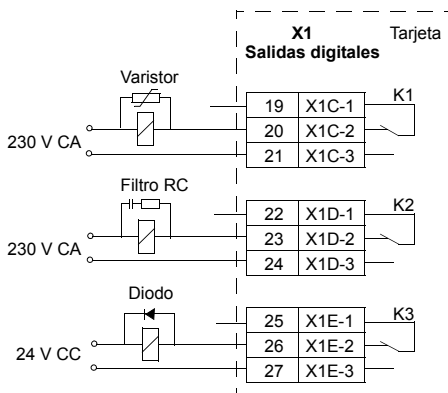 X1 Tarjeta
Salidas digitales
Varistor
230 V CA
19 X1C-1 K1
20 X1C-2
21 X1C-3
Filtro RC
230 V CA
22 X1D-1 K2
23 X1D-2
24 X1D-3
Diodo
24 V CC
25 X1E-1 K3
26 X1E-2
27 X1E-3